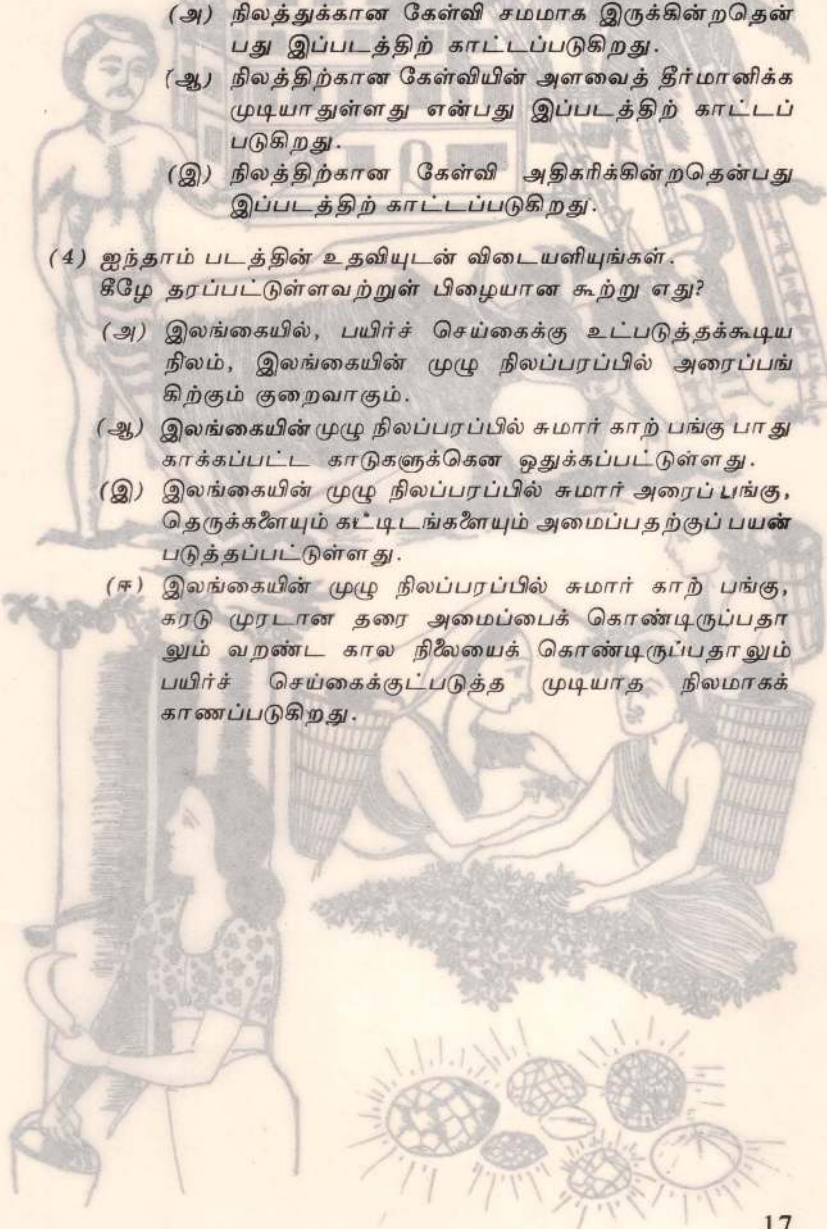 (அ) நிலத்துக்கான கேள்வி சமமாக இருக்கின்றதென்
பது இப்படத்திற் காட்டப்படுகிறது.
(ஆ) நிலத்திற்கான கேள்வியின் அளவைத் தீர்மானிக்க
முடியாதுள்ளது என்பது இப்படத்திற் காட்டப்
படுகிறது.
(இ) நிலத்திற்கான கேள்வி அதிகரிக்கின்றதென்பது
இப்படத்திற் காட்டப்படுகிறது.
(4) ஐந்தாம் படத்தின் உதவியுடன் விடையளியுங்கள்.
கீழே தரப்பட்டுள்ளவற்றுள் பிழையான கூற்று எது?
(அ) இலங்கையில், பயிர்ச் செய்கைக்கு உட்படுத்தக்கூடிய
நிலம், இலங்கையின் முழு நிலப்பரப்பில் அரைப்பங்
கிற்கும் குறைவாகும்.
(ஆ) இலங்கையின் முழு நிலப்பரப்பில் சுமார் காற் பங்கு பாது
காக்கப்பட்ட காடுகளுக்கென ஒதுக்கப்பட்டுள்ளது.
(இ) இலங்கையின் முழு நிலப்பரப்பில் சுமார் அரைப் பங்கு,
தெருக்களையும் கட்டிடங்களையும் அமைப்பதற்குப் பயன்
படுத்தப்பட்டுள்ளது.
(ஈ) இலங்கையின் முழு நிலப்பரப்பில் சுமார் காற் பங்கு,
கரடு முரடான தரை அமைப்பைக் கொண்டிருப்பதா
லும் வறண்ட கால நிலையைக் கொண்டிருப்பதாலும்
பயிர்ச் செய்கைக்குட்படுத்த முடியாத நிலமாகக்
காணப்படுகிறது.
17